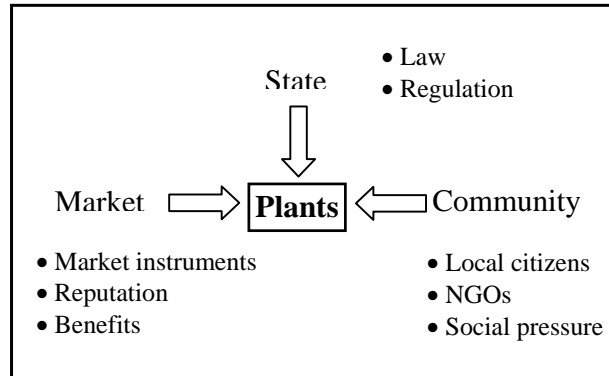 • Law
State
• Regulation
Market
Plants
Community
• Market instruments
• Reputation
• Benefits
• Local citizens
• NGOs
• Social pressure